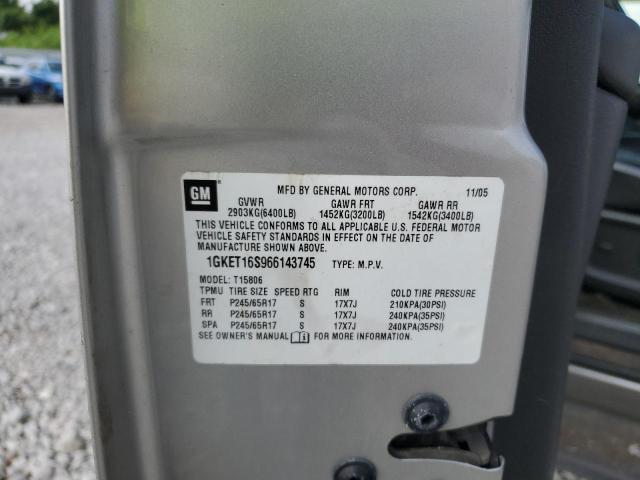 GM MFD BY GENERAL MOTORS CORP. 11/05
GVWR GAWR FRT GAWR RR
2903KG(6400LB) 1452KG(3200LB) 1542KG(3400LB)
THIS VEHICLE CONFORMS TO ALL APPLICABLE U.S. FEDERAL MOTOR
VEHICLE SAFETY STANDARDS IN EFFECT ON THE DATE OF
MANUFACTURE SHOWN ABOVE.
1GKET16S966143745 TYPE: M.P.V.
MODEL: T15806
TPMU TIRE SIZE SPEED RTG RIM COLD TIRE PRESSURE
FRT P245/65R17 S 17X7J 210KPA(30PSI)
RR P245/65R17 S 17X7J 240KPA(35PSI)
SPA P245/65R17 S 17X7J 240KPA(35PSI)
SEE OWNER'S MANUAL FOR MORE INFORMATION.